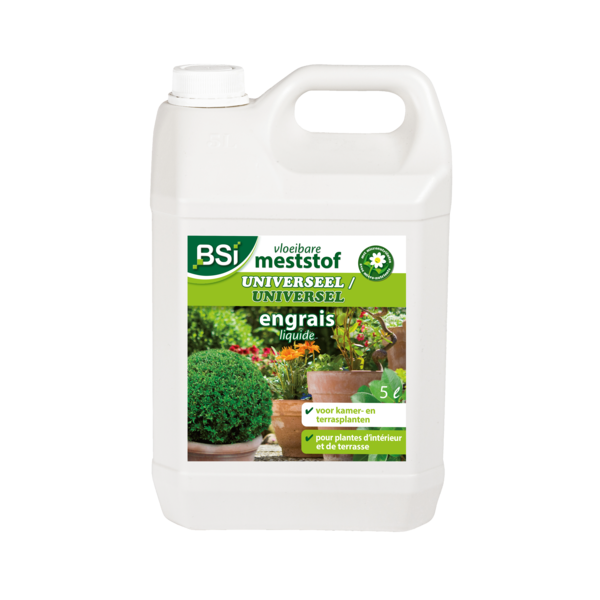 BSi
vloeibare
meststof
UNIVERSEEL /
UNIVERSEL
engrais
liquide
5 ℓ
✔ voor kamer- en
terrasplanten
✔ pour plantes d'intérieur
et de terrasse